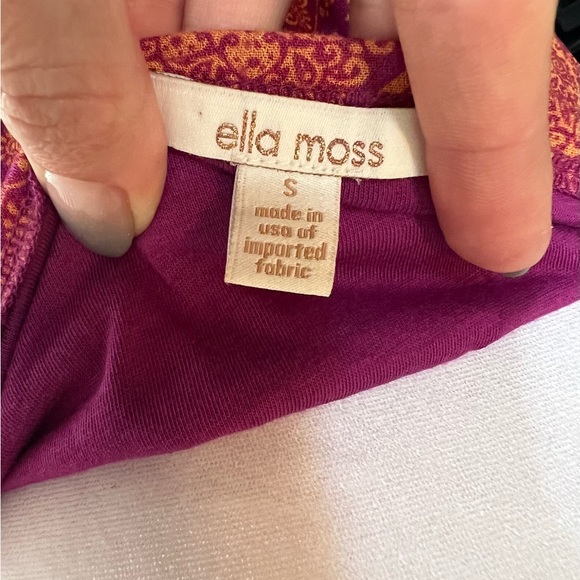 ella moss
S
made in
usa of
imported
fabric